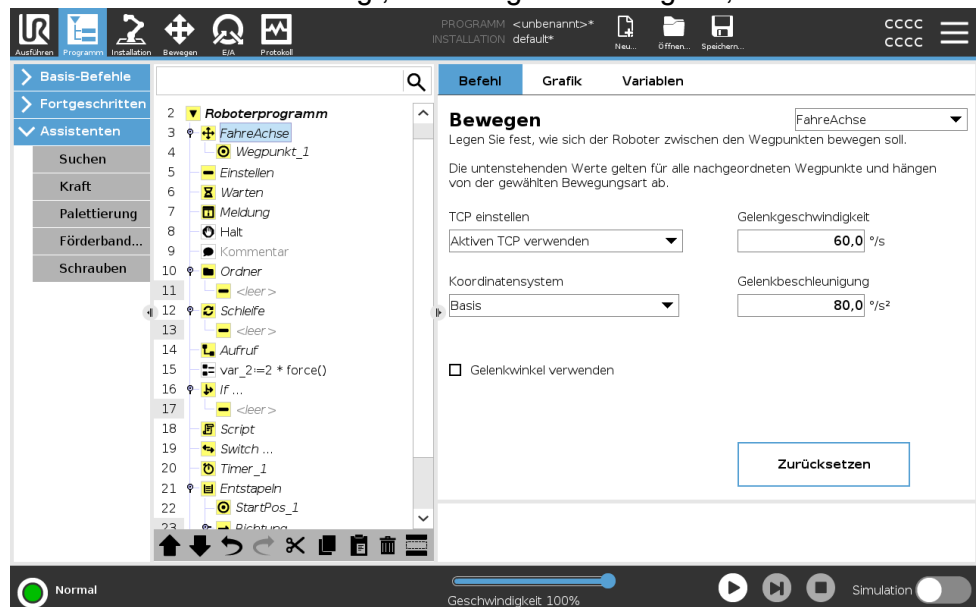 PROGRAMM <unbenannt>*
INSTALLATION default*
Ausführen Programm Installation Bewegen E/A Protokoll
Neu... Öffnen... Speichern...
cccc
cccc
Basis-Befehle
Fortgeschritten
Assistenten
Suchen
Kraft
Palettierung
Förderband...
Schrauben
2 Roboterprogramm
3 FahreAchse
4 Wegpunkt_1
5 Einstellen
6 Warten
7 Meldung
8 Halt
9 Kommentar
10 Ordner
11 <leer>
12 Schleife
13 <leer>
14 Aufruf
15 var_2:=2 * force()
16 If ...
17 <leer>
18 Script
19 Switch ...
20 Timer_1
21 Entstapeln
22 StartPos_1
23 Richtung
Befehl Grafik Variablen
Bewegen
FahreAchse
Legen Sie fest, wie sich der Roboter zwischen den Wegpunkten bewegen soll.
Die untenstehenden Werte gelten für alle nachgeordneten Wegpunkte und hängen
von der gewählten Bewegungsart ab.
TCP einstellen
Aktiven TCP verwenden
Gelenkgeschwindigkeit
60,0 °/s
Koordinatensystem
Basis
Gelenkbeschleunigung
80,0 °/s²
Gelenkwinkel verwenden
Zurücksetzen
Normal
Geschwindigkeit 100%
Simulation